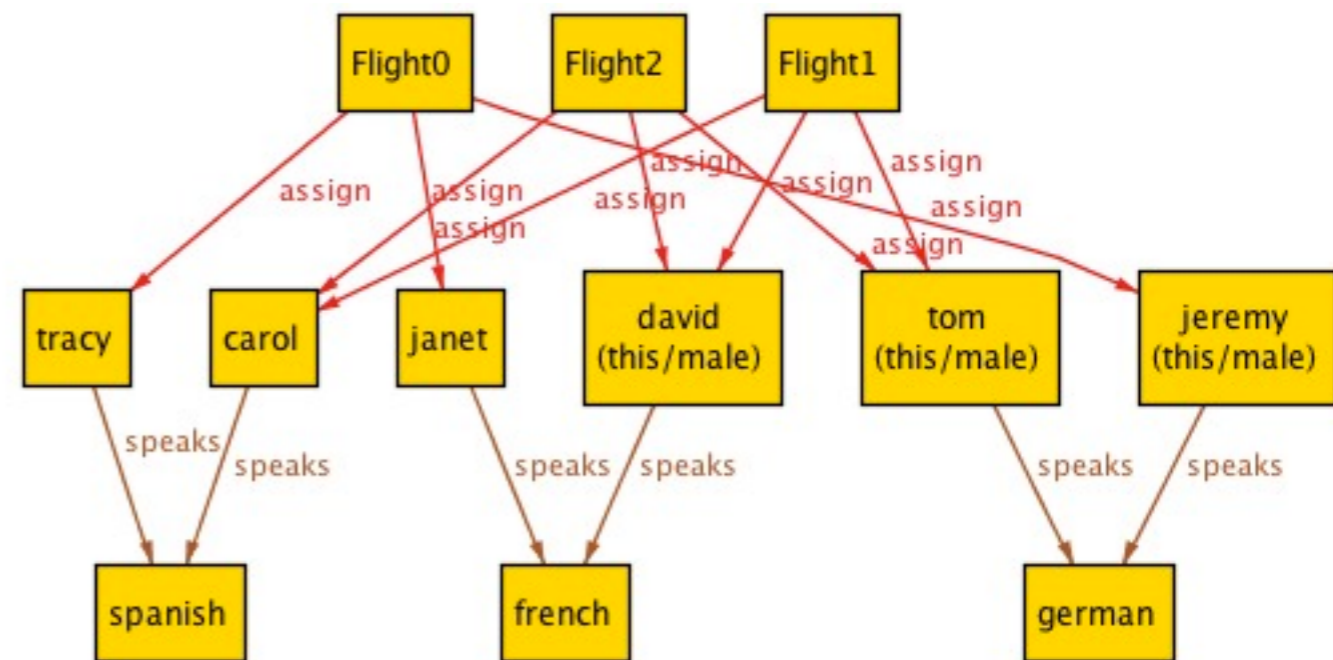 Flight0
Flight2
Flight1
assign
assign
assign
assign
assign
assign
assign
assign
assign
tracy
carol
janet
david
(this/male)
tom
(this/male)
jeremy
(this/male)
speaks
speaks
speaks
speaks
speaks
speaks
spanish
french
german